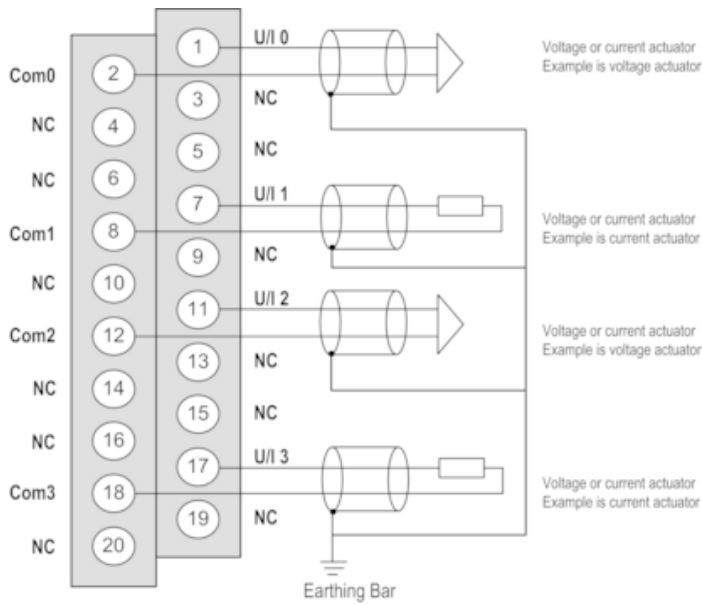 1 U/I 0
Voltage or current actuator
Example is voltage actuator
Com0 2
3 NC
NC 4
5 NC
NC 6
7 U/I 1
Voltage or current actuator
Example is current actuator
Com1 8
9 NC
NC 10
11 U/I 2
Voltage or current actuator
Example is voltage actuator
Com2 12
13 NC
NC 14
15 NC
NC 16
17 U/I 3
Voltage or current actuator
Example is current actuator
Com3 18
19 NC
NC 20
Earthing Bar